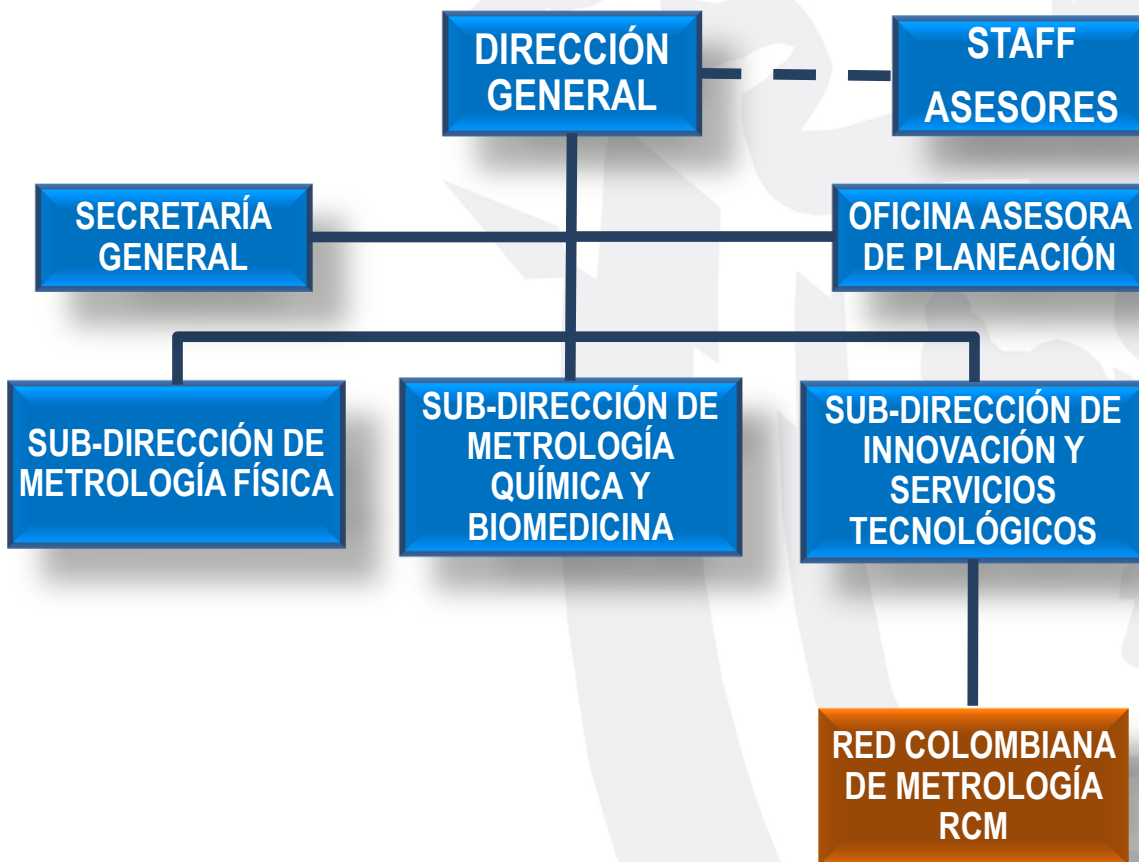 DIRECCIÓN
GENERAL
STAFF
ASESORES
SECRETARÍA
GENERAL
OFICINA ASESORA
DE PLANEACIÓN
SUB-DIRECCIÓN DE
METROLOGÍA FÍSICA
SUB-DIRECCIÓN DE
METROLOGÍA
QUÍMICA Y
BIOMEDICINA
SUB-DIRECCIÓN DE
INNOVACIÓN Y
SERVICIOS
TECNOLÓGICOS
RED COLOMBIANA
DE METROLOGÍA
RCM